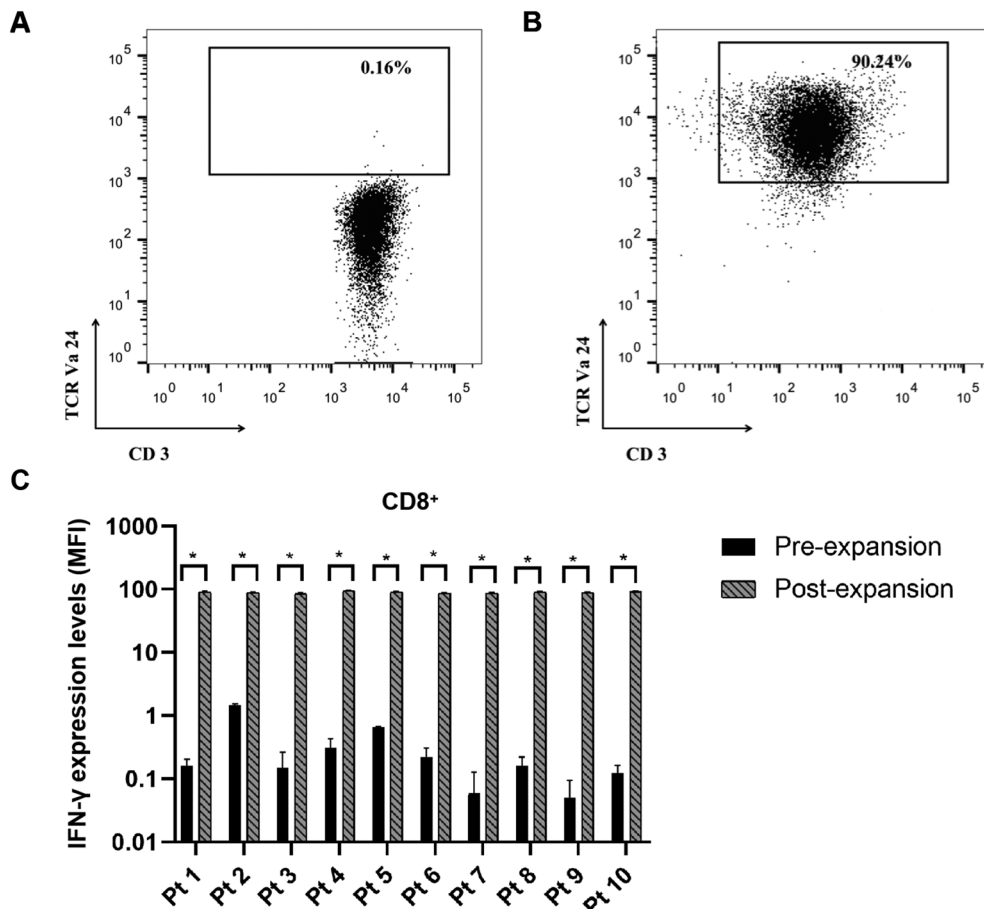 A
0.16%
10^5
10^4
10^3
10^2
10^1
10^0
10^0 10^1 10^2 10^3 10^4 10^5
TCR Va 24
CD 3
B
90.24%
10^5
10^4
10^3
10^2
10^1
10^0
10^0 10^1 10^2 10^3 10^4 10^5
TCR Va 24
CD 3
C
CD8+
IFN-γ expression levels (MFI)
1000
100
10
1
0.1
0.01
* * * * * * * * * *
Pt 1 Pt 2 Pt 3 Pt 4 Pt 5 Pt 6 Pt 7 Pt 8 Pt 9 Pt 10
Pre-expansion
Post-expansion